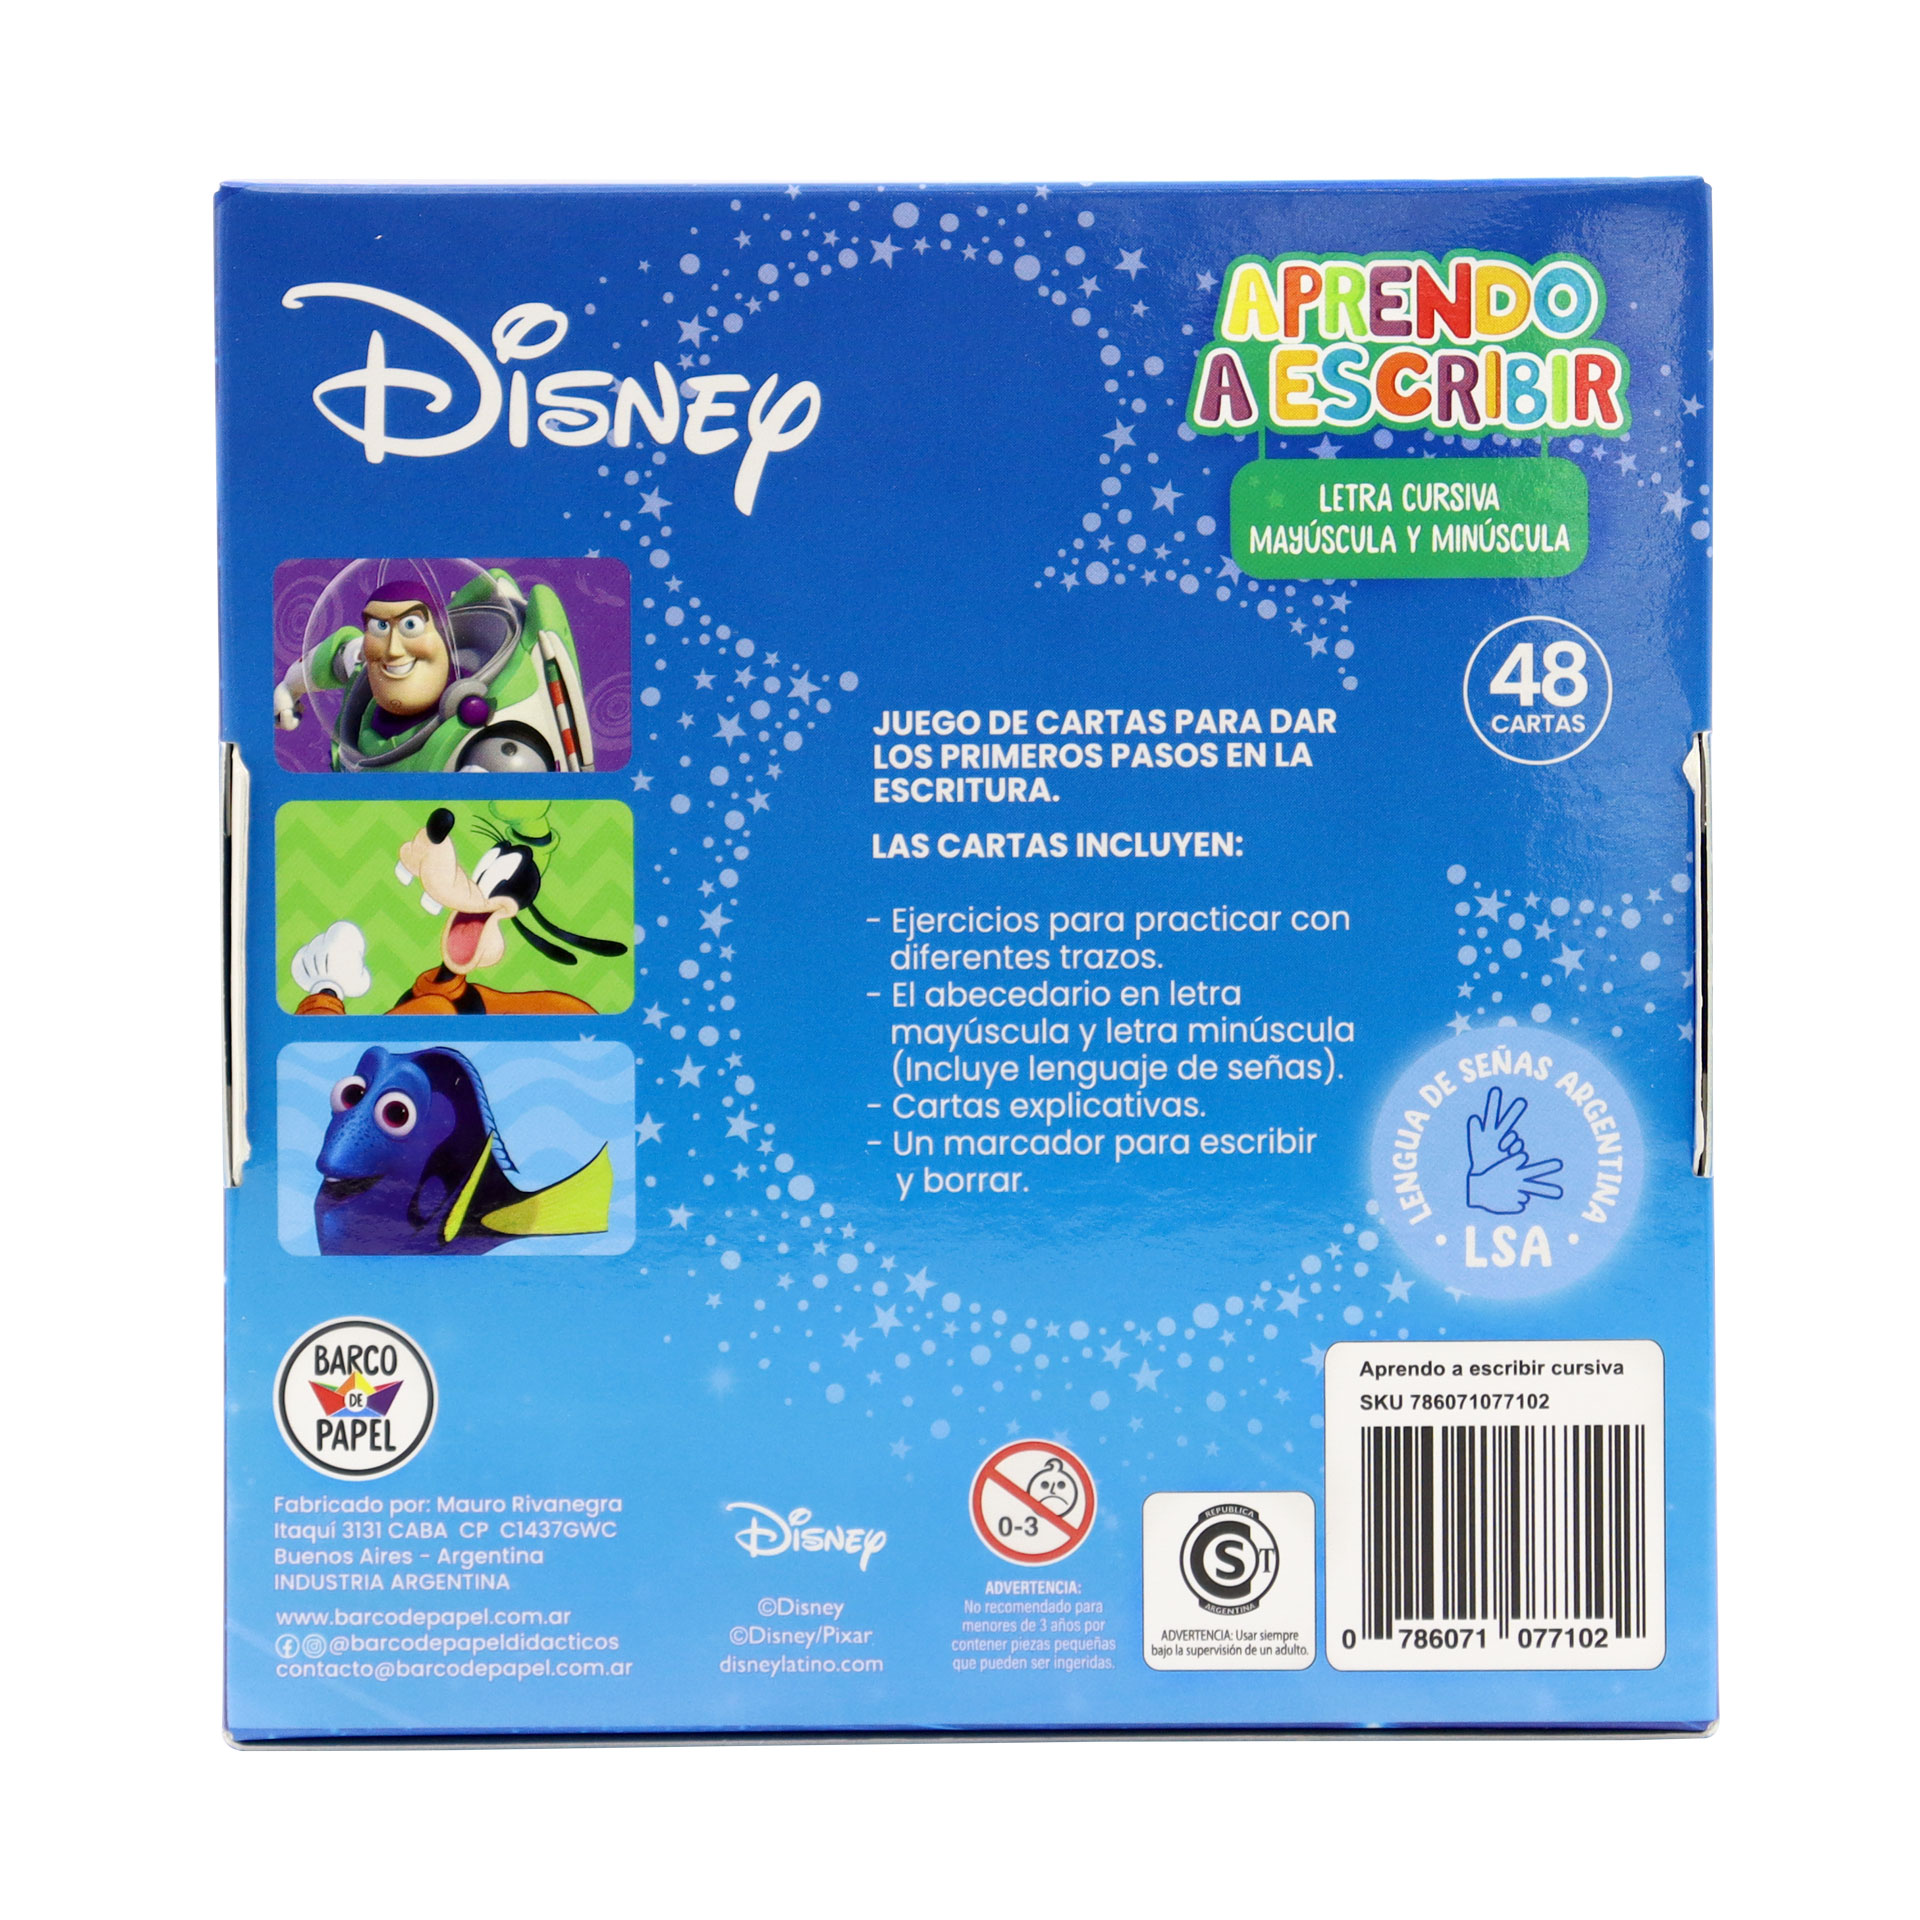 Disney
APRENDO
A ESCRIBIR
LETRA CURSIVA
MAYÚSCULA Y MINÚSCULA
48
CARTAS
JUEGO DE CARTAS PARA DAR
LOS PRIMEROS PASOS EN LA
ESCRITURA.
LAS CARTAS INCLUYEN:
- Ejercicios para practicar con
diferentes trazos.
- El abecedario en letra
mayúscula y letra minúscula
(Incluye lenguaje de señas).
- Cartas explicativas.
- Un marcador para escribir
y borrar.
LENGUA DE SEÑAS ARGENTINA
· LSA ·
BARCO
DE
PAPEL
Fabricado por: Mauro Rivanegra
Itaquí 3131 CABA CP C1437GWC
Buenos Aires - Argentina
INDUSTRIA ARGENTINA
www.barcodepapel.com.ar
@barcodepapeldidacticos
contacto@barcodepapel.com.ar
Disney
©Disney
©Disney/Pixar
disneylatino.com
0-3
ADVERTENCIA:
No recomendado para
menores de 3 años por
contener piezas pequeñas
que pueden ser ingeridas.
REPUBLICA
S T
ARGENTINA
ADVERTENCIA: Usar siempre
bajo la supervisión de un adulto.
Aprendo a escribir cursiva
SKU 786071077102
0 786071 077102